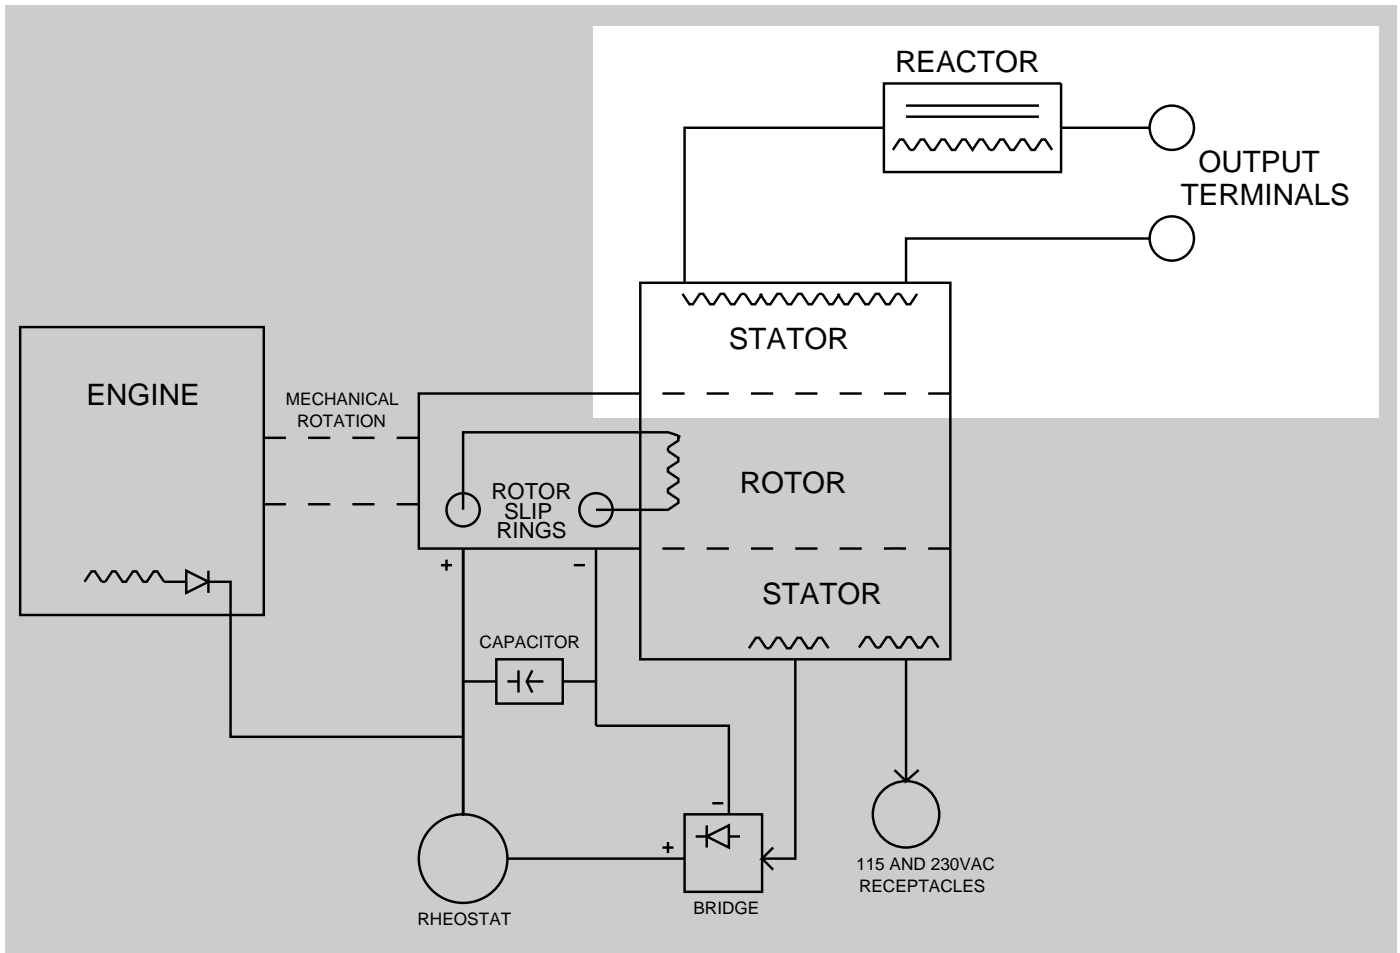 REACTOR
OUTPUT
TERMINALS
STATOR
ENGINE
MECHANICAL
ROTATION
ROTOR
SLIP
RINGS
ROTOR
+
–
STATOR
CAPACITOR
–
+
115 AND 230VAC
RECEPTACLES
BRIDGE
RHEOSTAT